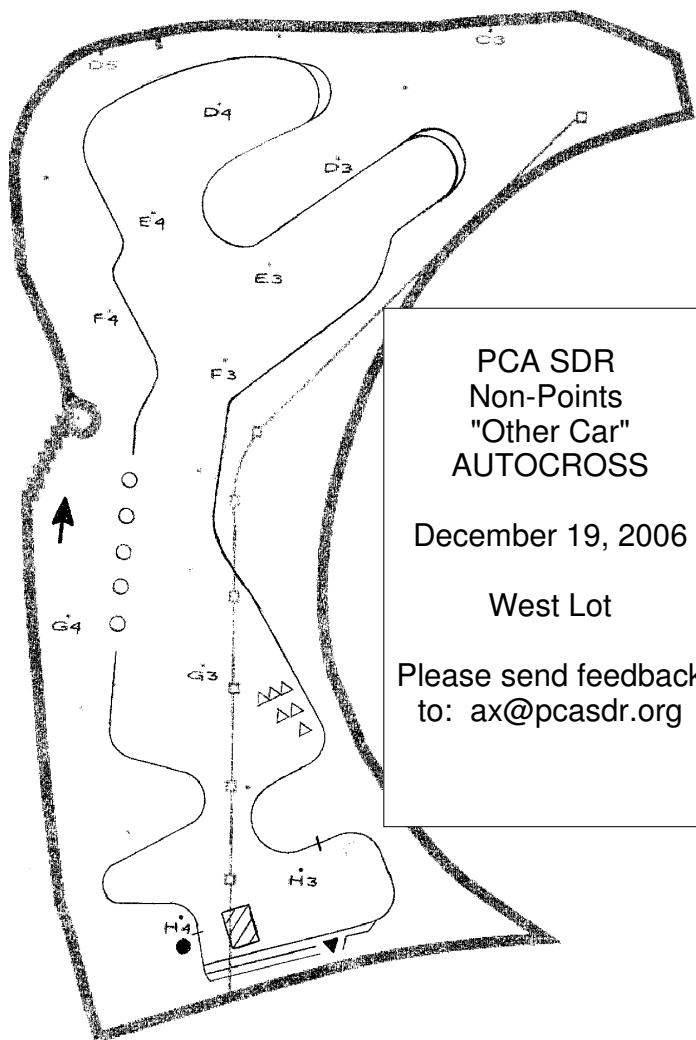 C3
D5
D4
D3
E4
E3
F4
F3
PCA SDR
Non-Points
"Other Car"
AUTOCROSS
December 19, 2006
West Lot
Please send feedback
to: ax@pcasdr.org
G4
G3
H3
H4